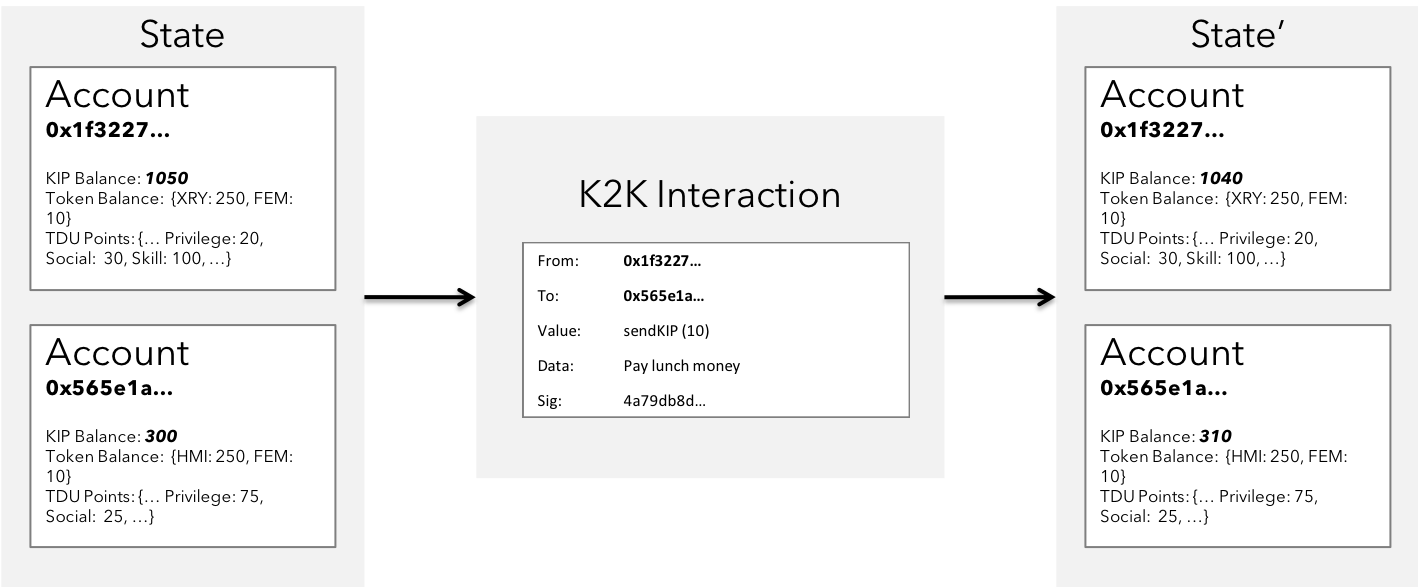 State
Account
0x1f3227...
KIP Balance: 1050
Token Balance: {XRY: 250, FEM:
10}
TDU Points: {... Privilege: 20,
Social: 30, Skill: 100, ...}
Account
0x565e1a...
KIP Balance: 300
Token Balance: {HMI: 250, FEM:
10}
TDU Points: {... Privilege: 75,
Social: 25, ...}
K2K Interaction
From: 0x1f3227...
To: 0x565e1a...
Value: sendKIP (10)
Data: Pay lunch money
Sig: 4a79db8d...
State’
Account
0x1f3227...
KIP Balance: 1040
Token Balance: {XRY: 250, FEM:
10}
TDU Points: {... Privilege: 20,
Social: 30, Skill: 100, ...}
Account
0x565e1a...
KIP Balance: 310
Token Balance: {HMI: 250, FEM:
10}
TDU Points: {... Privilege: 75,
Social: 25, ...}